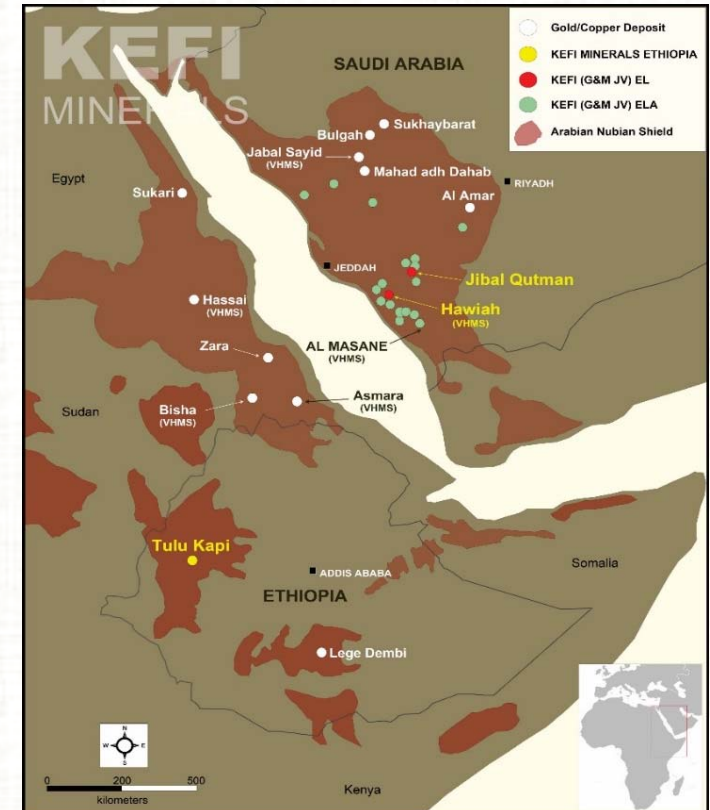 KEFI
MINERALS
SAUDI ARABIA
Gold/Copper Deposit
KEFI MINERALS ETHIOPIA
KEFI (G&M JV) EL
KEFI (G&M JV) ELA
Arabian Nubian Shield
Sukhaybarat
Bulgah
Jabal Sayid
(VHMS)
Mahad adh Dahab
Egypt
RIYADH
Sukari
Al Amar
JEDDAH
Jibal Qutman
Hassai
(VHMS)
Hawiah
(VHMS)
Zara
AL MASANE
(VHMS)
Sudan
Bisha
(VHMS)
Asmara
(VHMS)
Tulu Kapi
ADDIS ABABA
Somalia
ETHIOPIA
Lege Dembi
N
W
E
S
0
200
500
kilometers
Kenya